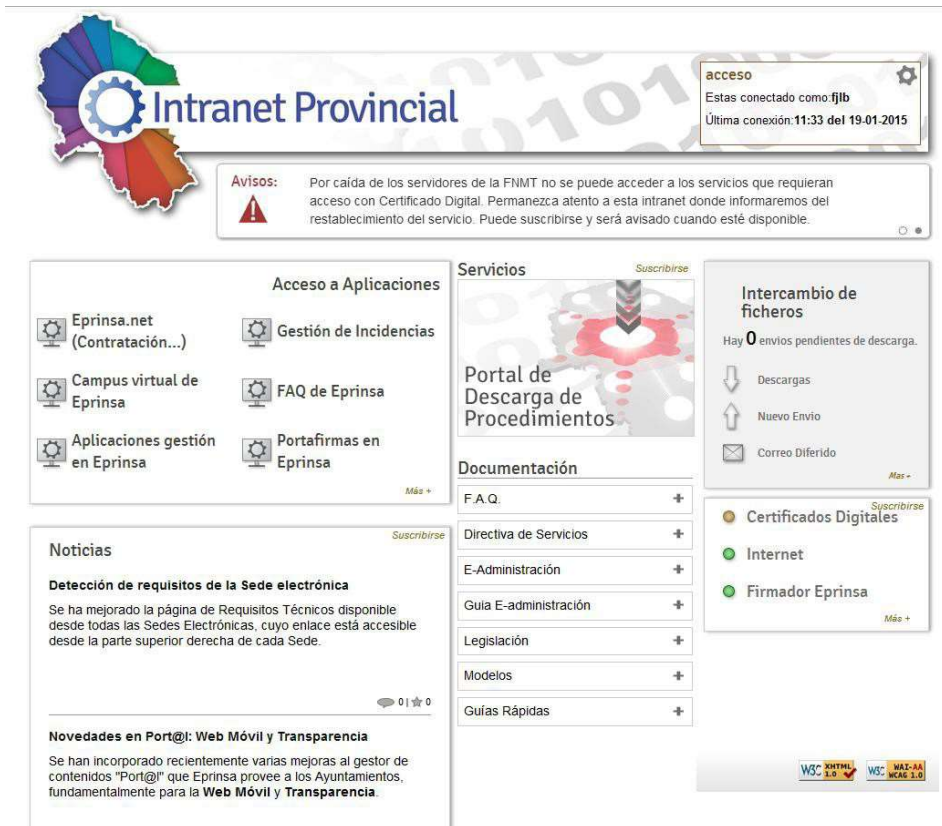 Intranet Provincial
acceso
Estas conectado como:fjlb
Última conexión:11:33 del 19-01-2015
Avisos:
Por caída de los servidores de la FNMT no se puede acceder a los servicios que requieran
acceso con Certificado Digital. Permanezca atento a esta intranet donde informaremos del
restablecimiento del servicio. Puede suscribirse y será avisado cuando esté disponible.
Acceso a Aplicaciones
Eprinsa.net
(Contratación...)
Gestión de Incidencias
Campus virtual de
Eprinsa
FAQ de Eprinsa
Aplicaciones gestión
en Eprinsa
Portafirmas en
Eprinsa
Más +
Suscribirse
Noticias
Detección de requisitos de la Sede electrónica
Se ha mejorado la página de Requisitos Técnicos disponible
desde todas las Sedes Electrónicas, cuyo enlace está accesible
desde la parte superior derecha de cada Sede.
0 | 0
Novedades en Port@l: Web Móvil y Transparencia
Se han incorporado recientemente varias mejoras al gestor de
contenidos "Port@l" que Eprinsa provee a los Ayuntamientos,
fundamentalmente para la Web Móvil y Transparencia.
Servicios
Suscribirse
Portal de
Descarga de
Procedimientos
Documentación
F.A.Q. +
Directiva de Servicios +
E-Administración +
Guia E-administración +
Legislación +
Modelos +
Guías Rápidas +
Intercambio de
ficheros
Hay 0 envios pendientes de descarga.
Descargas
Nuevo Envio
Correo Diferido
Mas +
Suscribirse
Certificados Digitales
Internet
Firmador Eprinsa
Más +
W3C XHTML 1.0
W3C WAI-AA WCAG 1.0